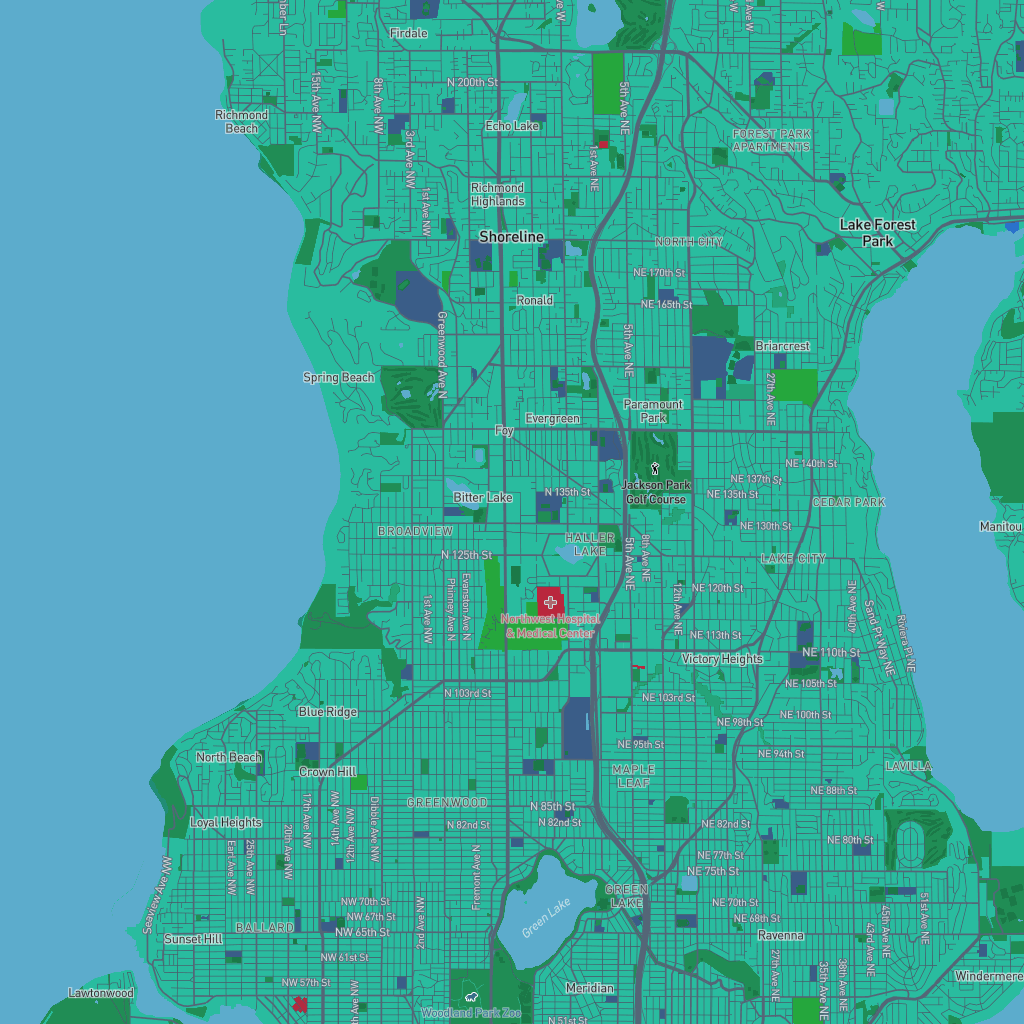 Firdale
N 200th St
5th Ave NE
15th Ave NW
8th Ave NW
Richmond
Beach
Echo Lake
3rd Ave NW
FOREST PARK
APARTMENTS
1st Ave NE
Richmond
Highlands
1st Ave NW
Shoreline
Lake Forest
Park
NORTH CITY
NE 170th St
Ronald
NE 165th St
Greenwood Ave N
5th Ave NE
Briarcrest
Spring Beach
27th Ave NE
Paramount
Park
Evergreen
Foy
NE 140th St
Jackson Park
Golf Course
NE 137th St
N 135th St
NE 135th St
Bitter Lake
CEDAR PARK
NE 130th St
Manitou
BROADVIEW
HALLER
LAKE
5th Ave NE
8th Ave NE
N 125th St
LAKE CITY
NE 120th St
1st Ave NW
Phinney Ave N
Evanston Ave N
12th Ave NE
40th Ave NE
Sand Pt Way NE
Riviera Pl NE
Northwest Hospital
& Medical Center
NE 113th St
NE 110th St
Victory Heights
NE 105th St
N 103rd St
NE 103rd St
Blue Ridge
NE 100th St
NE 98th St
NE 95th St
NE 94th St
North Beach
Crown Hill
MAPLE
LEAF
LAVILLA
NE 88th St
GREENWOOD
N 85th St
17th Ave NW
14th Ave NW
12th Ave NW
Dibble Ave NW
Loyal Heights
N 82nd St
N 82nd St
NE 82nd St
NE 80th St
20th Ave NW
Earl Ave NW
25th Ave NW
NE 77th St
NE 75th St
Fremont Ave N
Seaview Ave NW
GREEN
LAKE
NW 70th St
NE 70th St
NW 67th St
NE 68th St
Green Lake
2nd Ave NW
45th Ave NE
51st Ave NE
43rd Ave NE
BALLARD
NW 65th St
Sunset Hill
Ravenna
NW 61st St
27th Ave NE
35th Ave NE
38th Ave NE
Windermere
NW 57th St
Lawtonwood
Meridian
Woodland Park Zoo
N 51st St